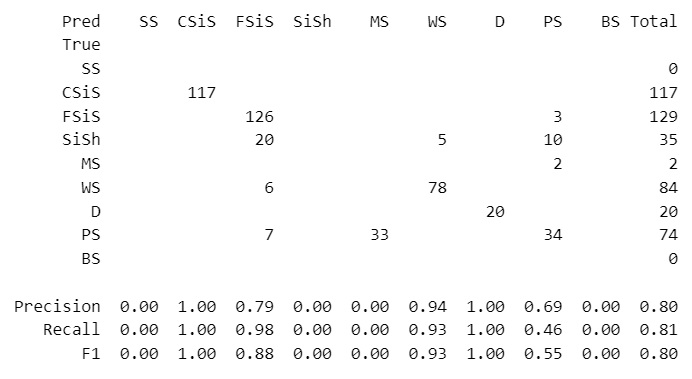 Pred SS CSiS FSiS SiSh MS WS D PS BS Total
True
SS 0
CSiS 117 117
FSiS 126 3 129
SiSh 20 5 10 35
MS 2 2
WS 6 78 84
D 20 20
PS 7 33 34 74
BS 0
Precision 0.00 1.00 0.79 0.00 0.00 0.94 1.00 0.69 0.00 0.80
Recall 0.00 1.00 0.98 0.00 0.00 0.93 1.00 0.46 0.00 0.81
F1 0.00 1.00 0.88 0.00 0.00 0.93 1.00 0.55 0.00 0.80